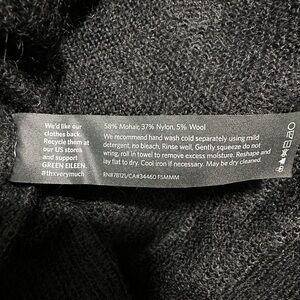 We'd like our
clothes back.
Recycle them at
our US stores
and support
GREEN EILEEN.
#thxverymuch
58% Mohair, 37% Nylon, 5% Wool
We recommend hand wash cold separately using mild
detergent, no bleach, Rinse well, Gently squeeze do not
wring, roll in towel to remove excess moisture. Reshape and
lay flat to dry. Cool iron if necessary. May be dry cleaned.
RN#78121/CA#34460 FSMMM